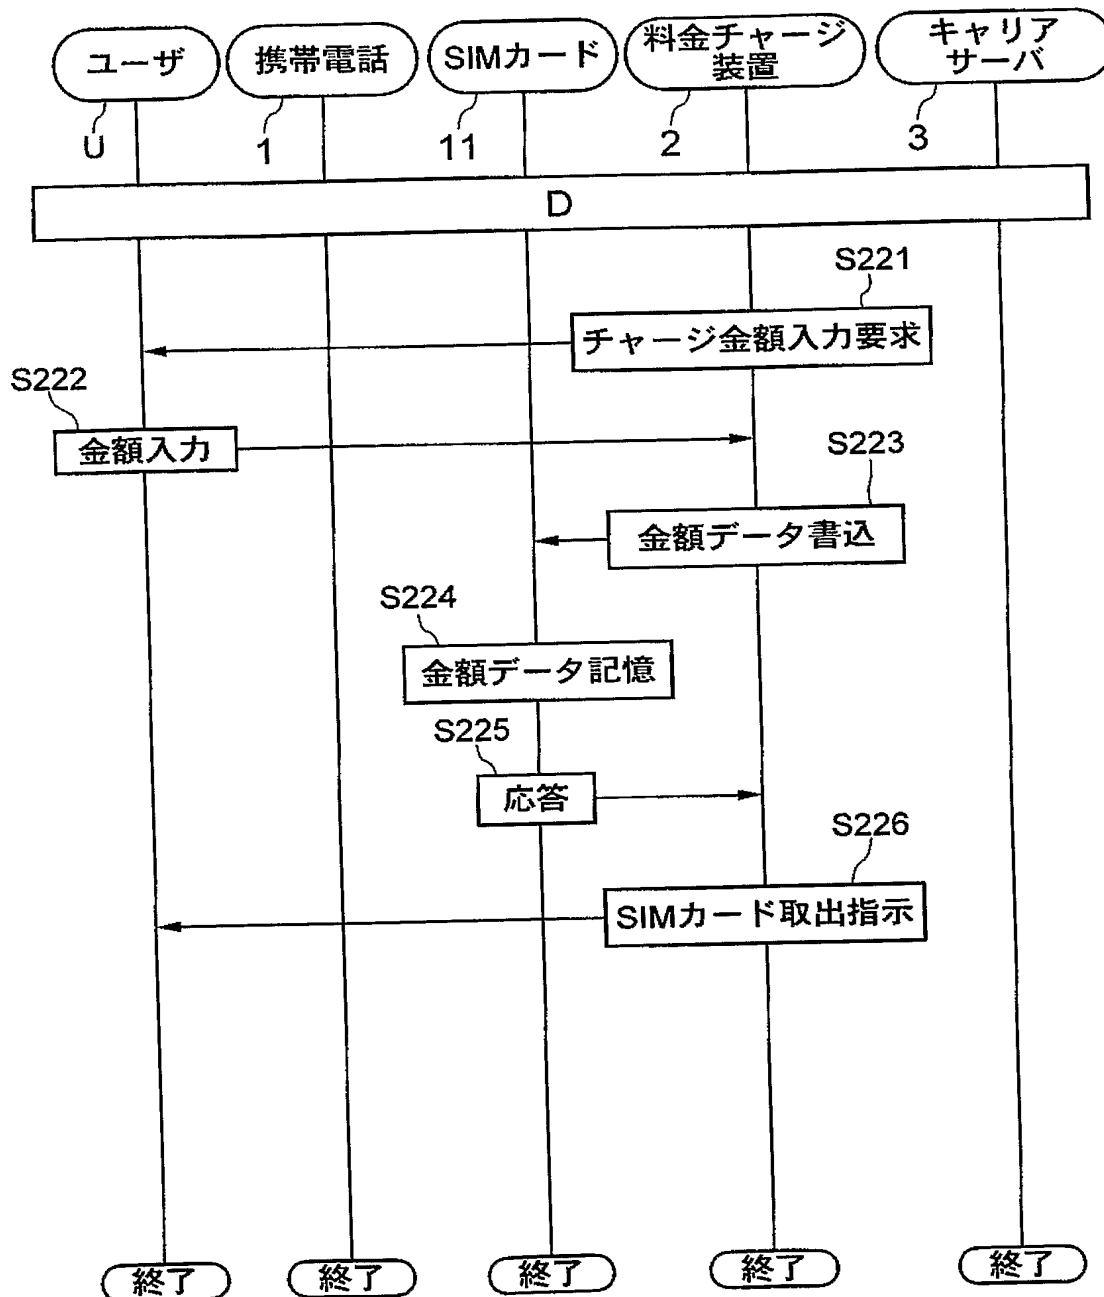 ユーザ
携帯電話
SIMカード
料金チャージ
装置
キャリア
サーバ
U
1
11
2
3
D
S221
チャージ金額入力要求
S222
金額入力
S223
金額データ書込
S224
金額データ記憶
S225
応答
S226
SIMカード取出指示
終了
終了
終了
終了
終了